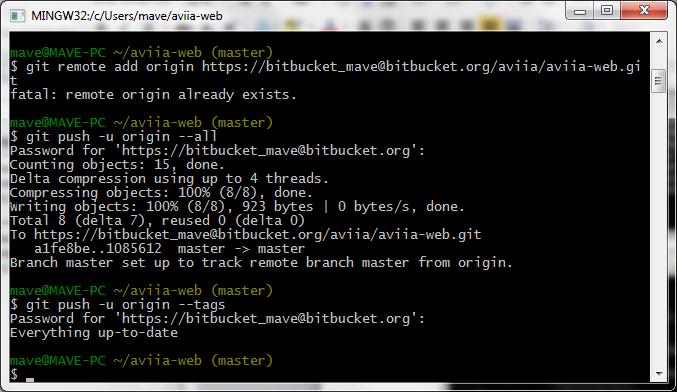 MINGW32:/c/Users/mave/aviia-web
mave@MAVE-PC ~/aviia-web (master)
$ git remote add origin https://bitbucket_mave@bitbucket.org/aviia/aviia-web.gi
t
fatal: remote origin already exists.
mave@MAVE-PC ~/aviia-web (master)
$ git push -u origin --all
Password for 'https://bitbucket_mave@bitbucket.org':
Counting objects: 15, done.
Delta compression using up to 4 threads.
Compressing objects: 100% (8/8), done.
Writing objects: 100% (8/8), 923 bytes | 0 bytes/s, done.
Total 8 (delta 7), reused 0 (delta 0)
To https://bitbucket_mave@bitbucket.org/aviia/aviia-web.git
   a1fe8be..1085612  master -> master
Branch master set up to track remote branch master from origin.
mave@MAVE-PC ~/aviia-web (master)
$ git push -u origin --tags
Password for 'https://bitbucket_mave@bitbucket.org':
Everything up-to-date
mave@MAVE-PC ~/aviia-web (master)
$